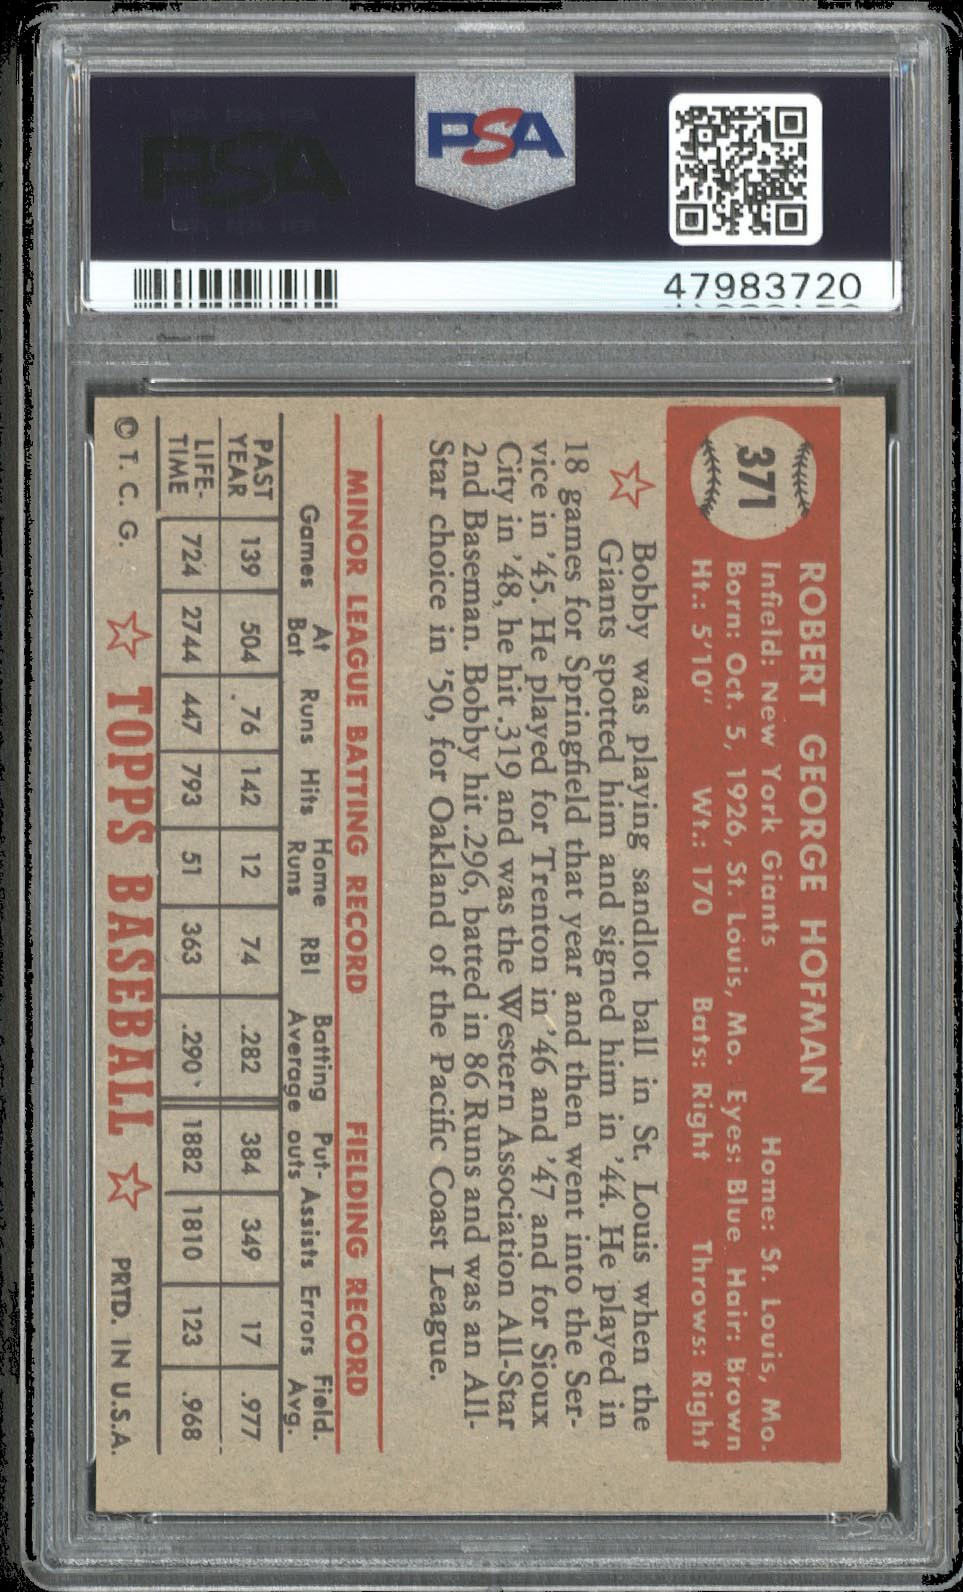 PSA
PSA
47983720
371
ROBERT GEORGE HOFMAN
Infield: New York Giants Home: St. Louis, Mo.
Born: Oct. 5, 1926, St. Louis, Mo. Eyes: Blue Hair: Brown
Ht.: 5'10" Wt.: 170 Bats: Right Throws: Right
Bobby was playing sandlot ball in St. Louis when the
Giants spotted him and signed him in '44. He played in
18 games for Springfield that year and then went into the Ser-
vice in '45. He played for Trenton in '46 and '47 and for Sioux
City in '48, he hit .319 and was the Western Association All-Star
2nd Baseman. Bobby hit .296, batted in 86 Runs and was an All-
Star choice in '50, for Oakland of the Pacific Coast League.
MINOR LEAGUE BATTING RECORD FIELDING RECORD
Games At Bat Runs Hits Home Runs RBI Batting Average Put-outs Assists Errors Field. Avg.
PAST YEAR 139 504 76 142 12 74 .282 384 349 17 .977
LIFE-TIME 724 2744 447 793 51 363 .290 1882 1810 123 .968
© T. C. G. ☆ TOPPS BASEBALL ☆ PRTD. IN U.S.A.
PSA